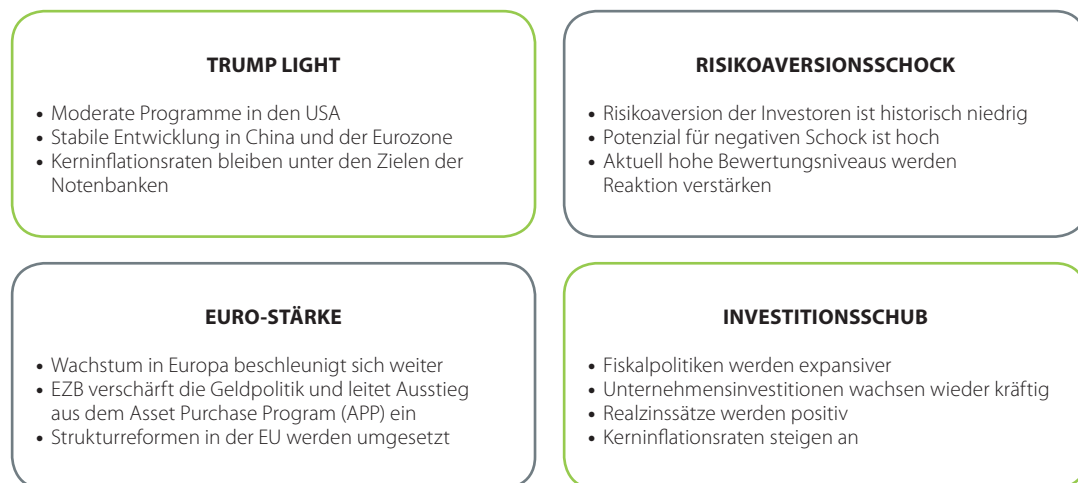 TRUMP LIGHT
• Moderate Programme in den USA
• Stabile Entwicklung in China und der Eurozone
• Kerninflationsraten bleiben unter den Zielen der
Notenbanken
RISIKOAVERSIONSSCHOCK
• Risikoaversion der Investoren ist historisch niedrig
• Potenzial für negativen Schock ist hoch
• Aktuell hohe Bewertungsniveaus werden
Reaktion verstärken
EURO-STÄRKE
• Wachstum in Europa beschleunigt sich weiter
• EZB verschärft die Geldpolitik und leitet Ausstieg
aus dem Asset Purchase Program (APP) ein
• Strukturreformen in der EU werden umgesetzt
INVESTITIONSSCHUB
• Fiskalpolitiken werden expansiver
• Unternehmensinvestitionen wachsen wieder kräftig
• Realzinssätze werden positiv
• Kerninflationsraten steigen an